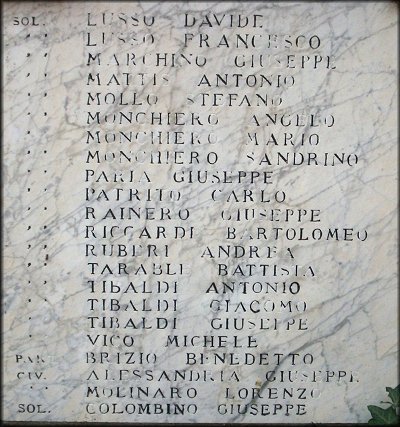 SOL. LUSSO DAVIDE
" LUSSO FRANCESCO
" MARCHINO GIUSEPPE
" MATTIS ANTONIO
" MOLLO STEFANO
" MONCHIERO ANGELO
" MONCHIERO MARIO
" MONCHIERO SANDRINO
" PARIA GIUSEPPE
" PATRITO CARLO
" RAINERO GIUSEPPE
" RICCARDI BARTOLOMEO
" RUBERI ANDREA
" TARABLE BATTISTA
" TIBALDI ANTONIO
" TIBALDI GIACOMO
" TIBALDI GIUSEPPE
" VICO MICHELE
PART. BRIZIO BENEDETTO
CIV. ALESSANDRIA GIUSEPPE
" MOLINARO LORENZO
SOL. COLOMBINO GIUSEPPE